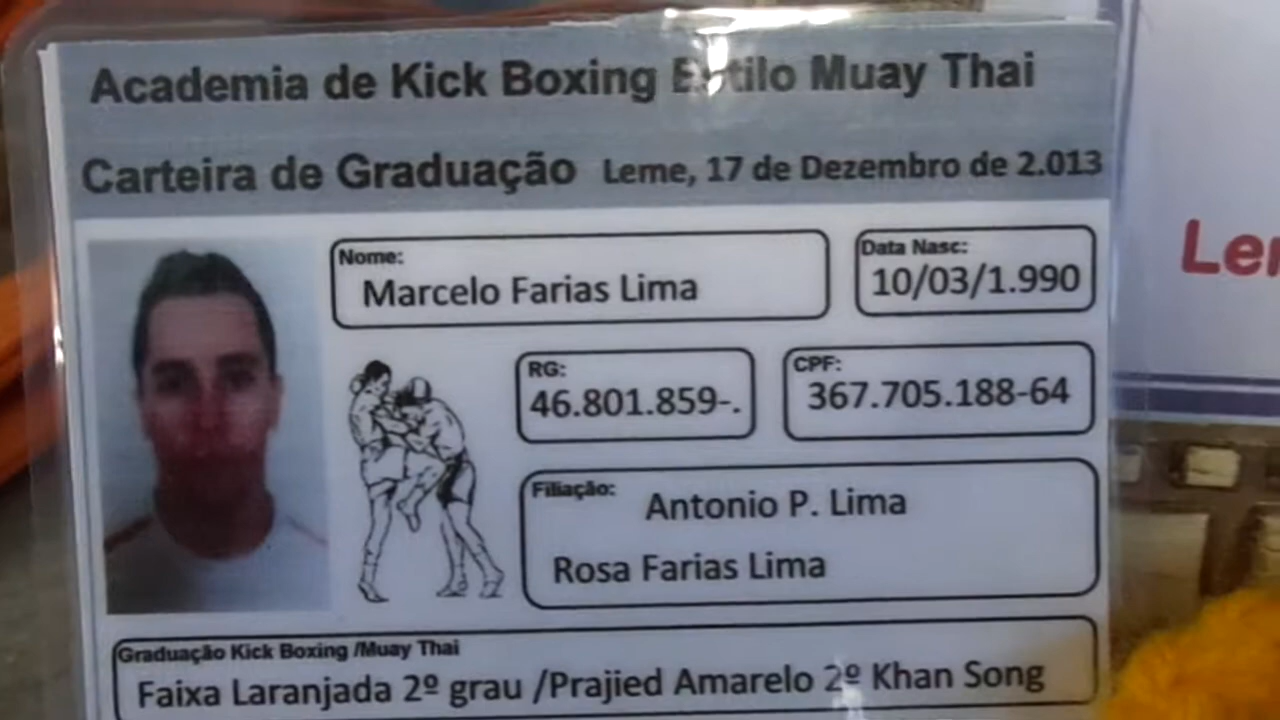 Academia de Kick Boxing Estilo Muay Thai
Carteira de Graduação Leme, 17 de Dezembro de 2.013
Nome:
Marcelo Farias Lima
Data Nasc:
10/03/1.990
RG:
46.801.859-.
CPF:
367.705.188-64
Filiação:
Antonio P. Lima
Rosa Farias Lima
Graduação Kick Boxing /Muay Thai
Faixa Laranjada 2º grau /Prajied Amarelo 2º Khan Song